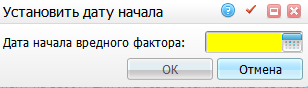 Установить дату начала
Дата начала вредного фактора:
ОК Отмена